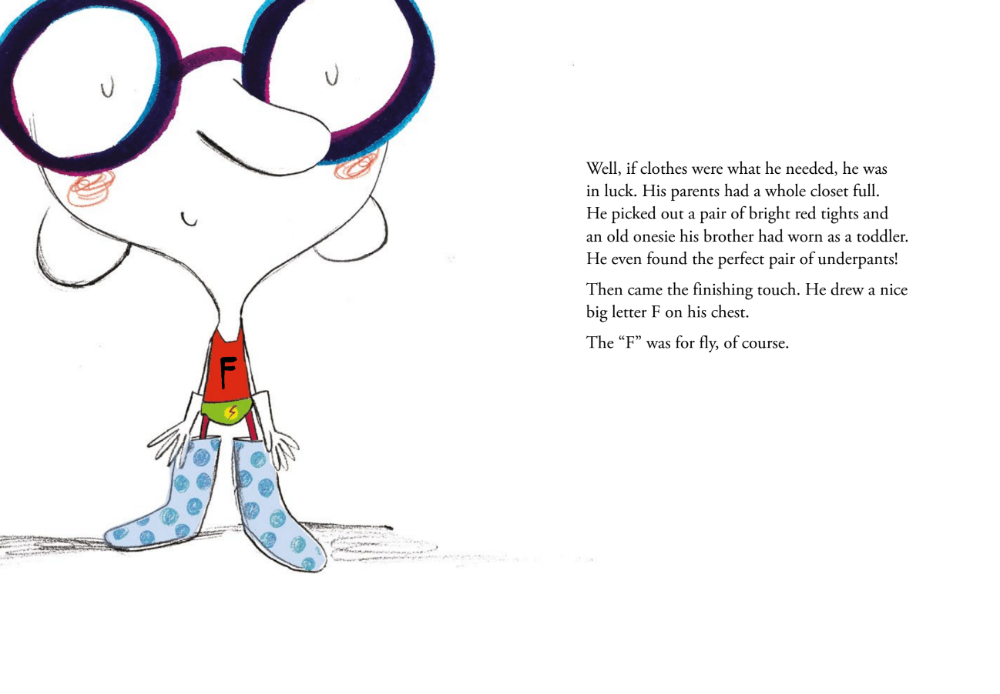 F
Well, if clothes were what he needed, he was
in luck. His parents had a whole closet full.
He picked out a pair of bright red tights and
an old onesie his brother had worn as a toddler.
He even found the perfect pair of underpants!
Then came the finishing touch. He drew a nice
big letter F on his chest.
The “F” was for fly, of course.